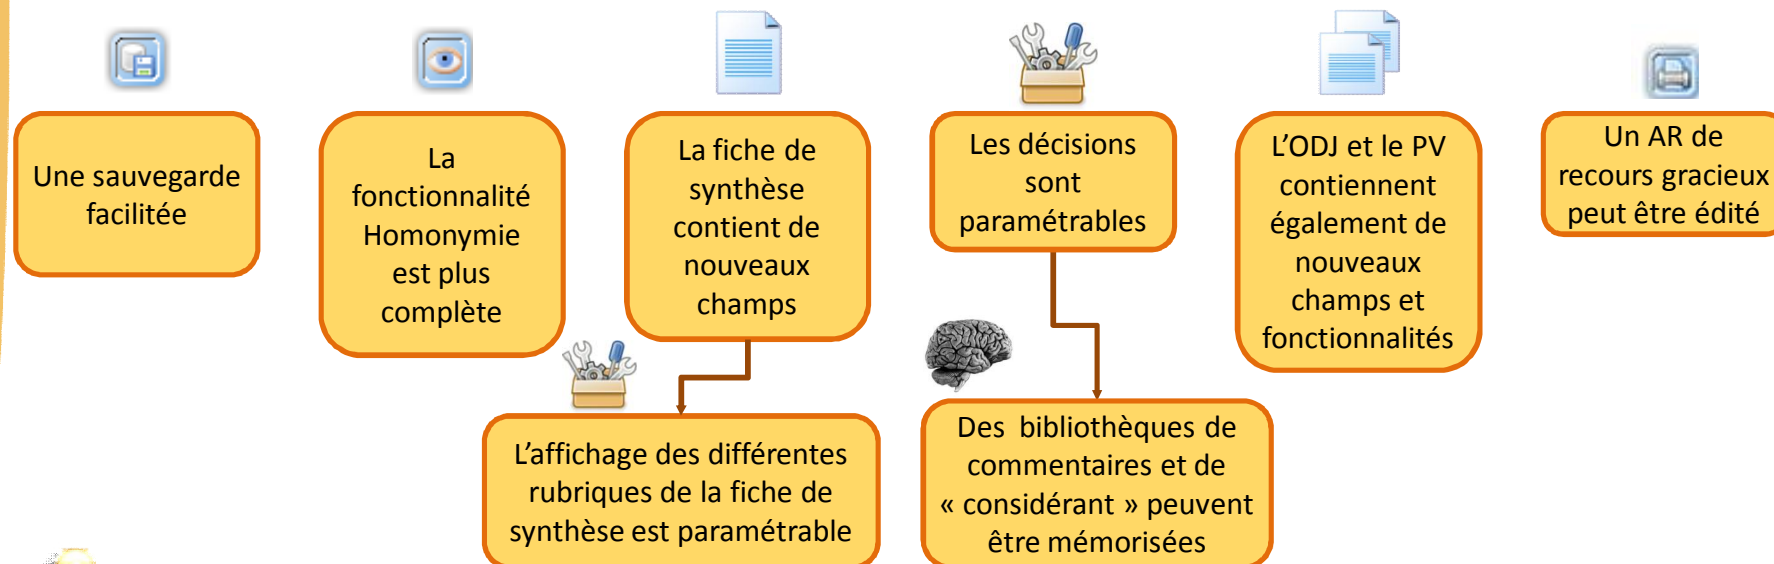 Une sauvegarde
facilitée
La
fonctionnalité
Homonymie
est plus
complète
La fiche de
synthèse
contient de
nouveaux
champs
Les décisions
sont
paramétrables
L’ODJ et le PV
contiennent
également de
nouveaux
champs et
fonctionnalités
Un AR de
recours gracieux
peut être édité
L’affichage des différentes
rubriques de la fiche de
synthèse est paramétrable
Des bibliothèques de
commentaires et de
« considérant » peuvent
être mémorisées